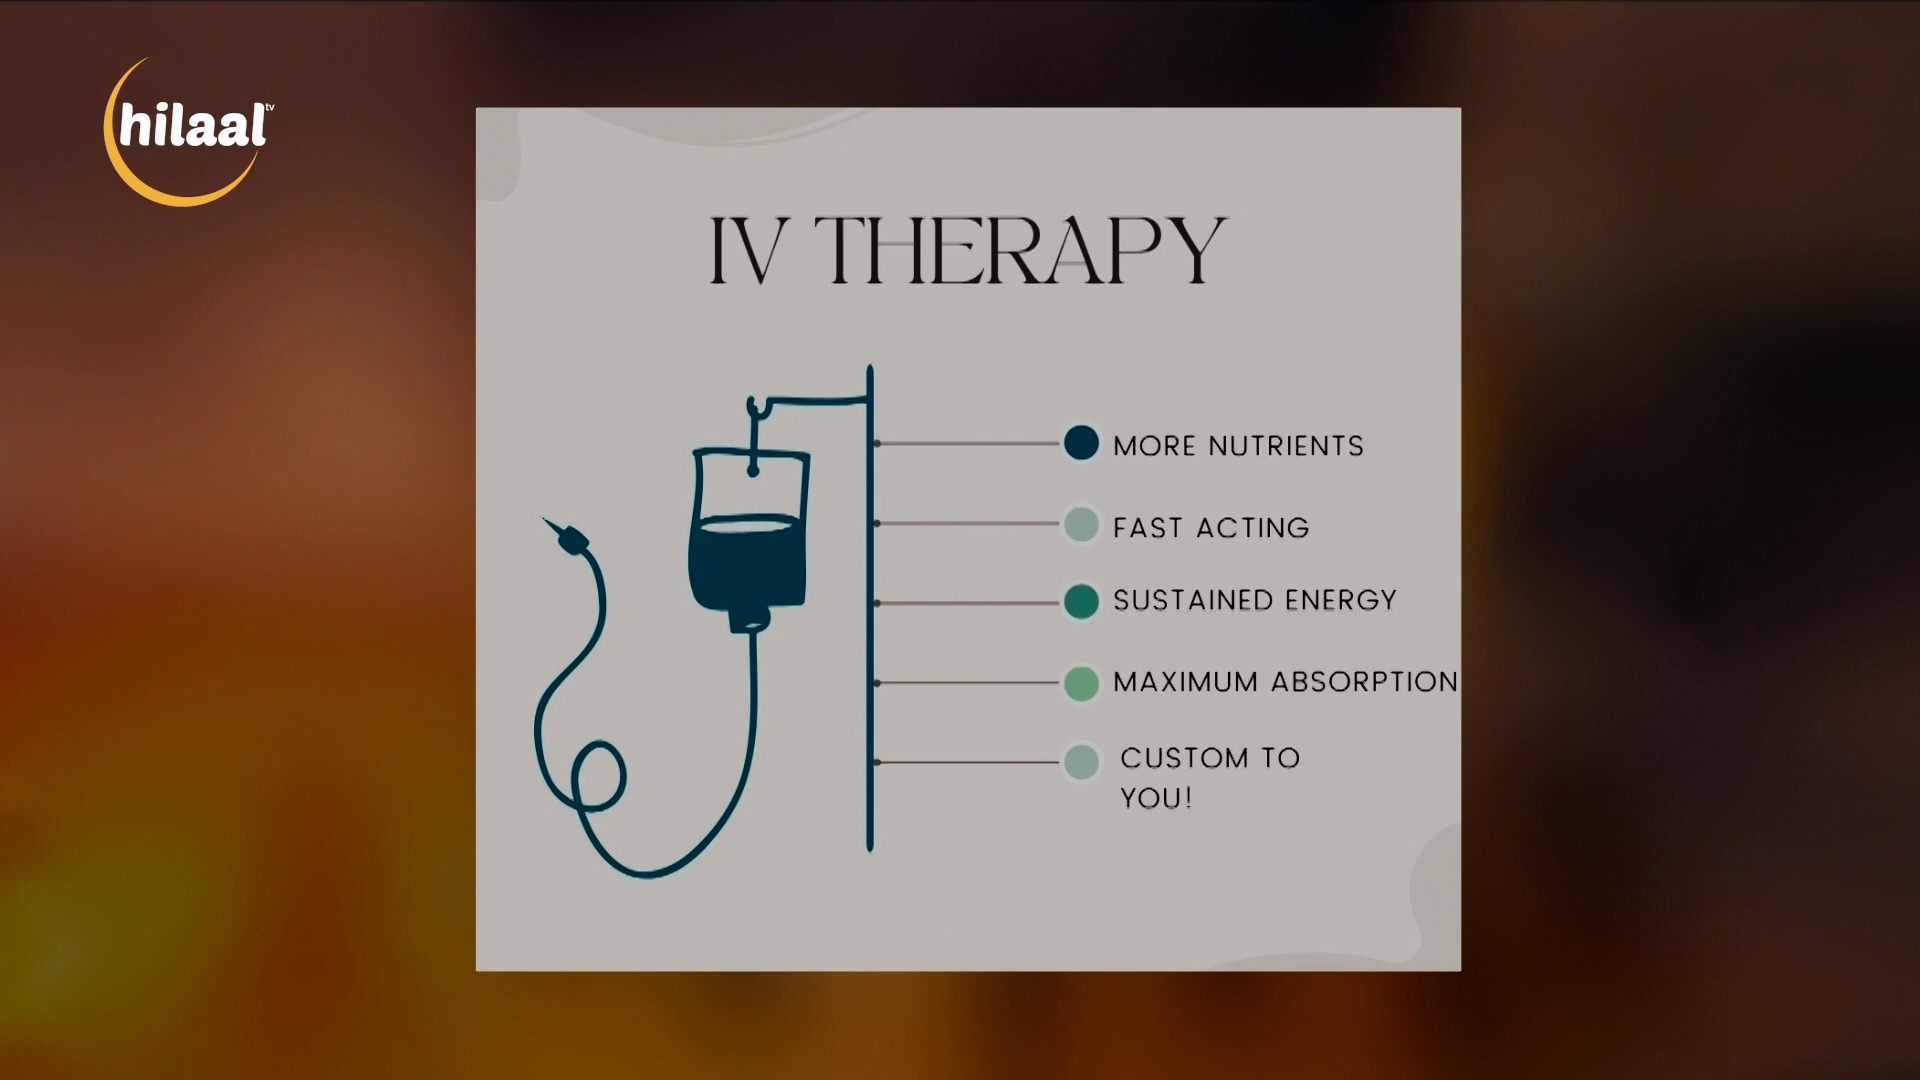 hilaal tv
IV THERAPY
MORE NUTRIENTS
FAST ACTING
SUSTAINED ENERGY
MAXIMUM ABSORPTION
CUSTOM TO
YOU!